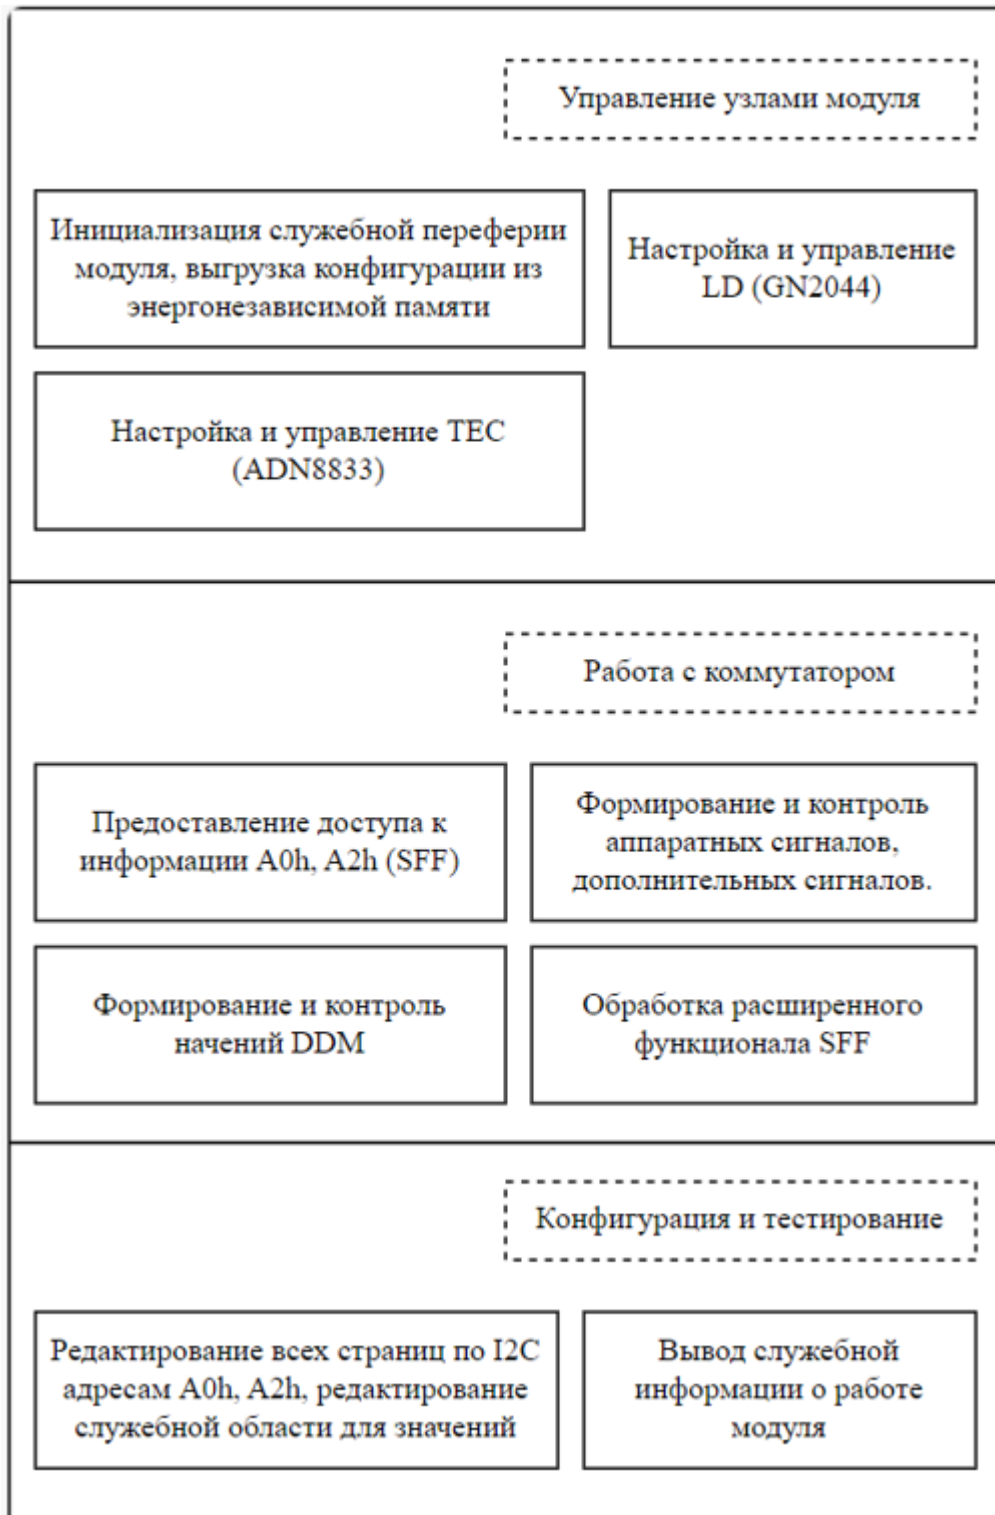 Управление узлами модуля
Инициализация служебной переферии
модуля, выгрузка конфигурации из
энергонезависимой памяти
Настройка и управление
LD (GN2044)
Настройка и управление TEC
(ADN8833)
Работа с коммутатором
Предоставление доступа к
информации A0h, A2h (SFF)
Формирование и контроль
аппаратных сигналов,
дополнительных сигналов.
Формирование и контроль
начений DDM
Обработка расширенного
функционала SFF
Конфигурация и тестирование
Редактирование всех страниц по I2C
адресам A0h, A2h, редактирование
служебной области для значений
Вывод служебной
информации о работе
модуля